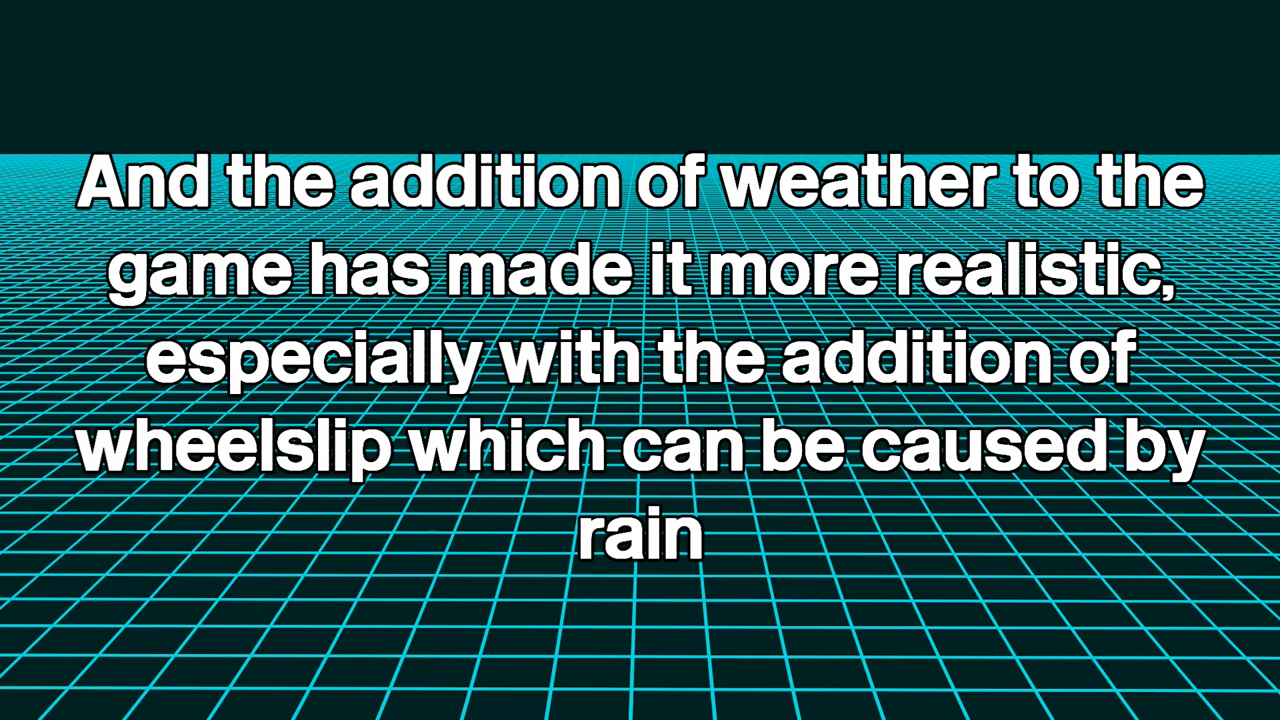 And the addition of weather to the
game has made it more realistic,
especially with the addition of
wheelslip which can be caused by
rain